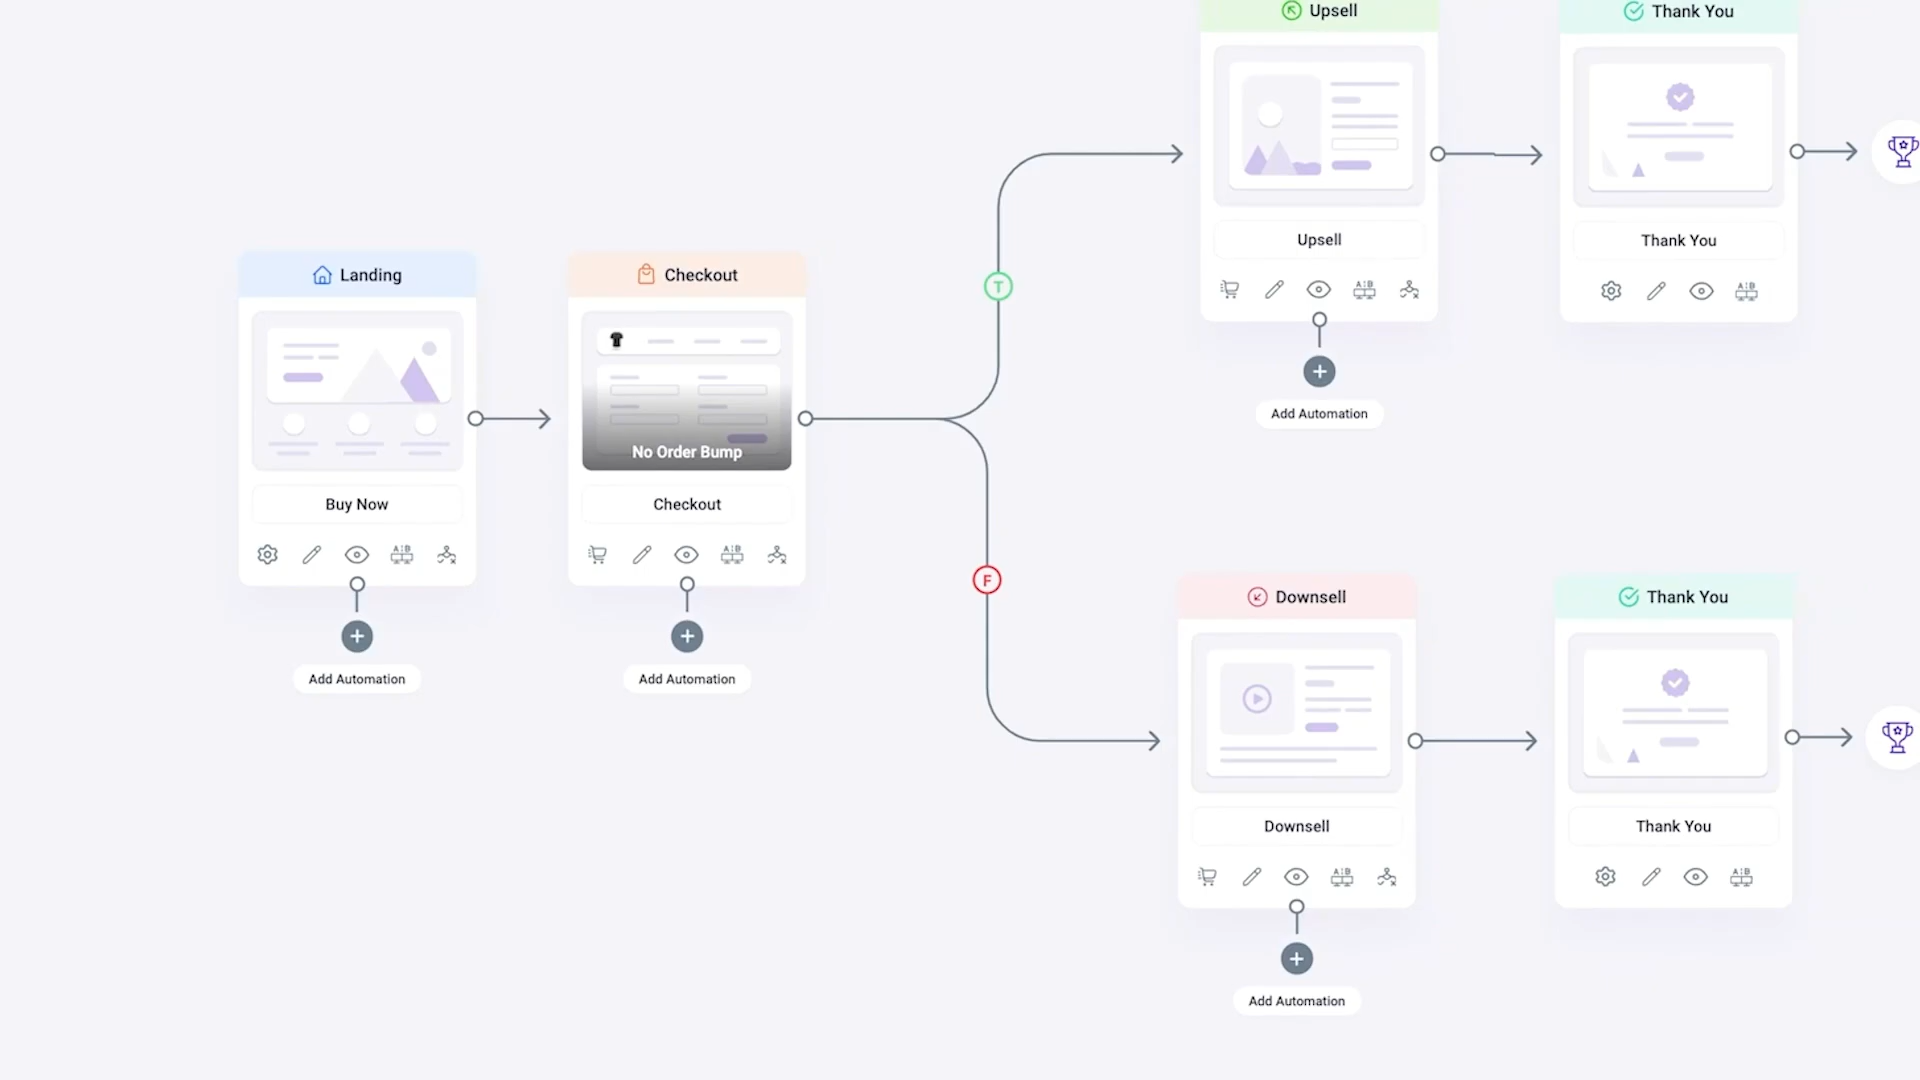 Upsell
Thank You
Upsell
Thank You
A B
A B
Add Automation
Landing
Checkout
T
No Order Bump
Buy Now
Checkout
A B
A B
Add Automation
Add Automation
F
Downsell
Thank You
Downsell
Thank You
A B
A B
Add Automation